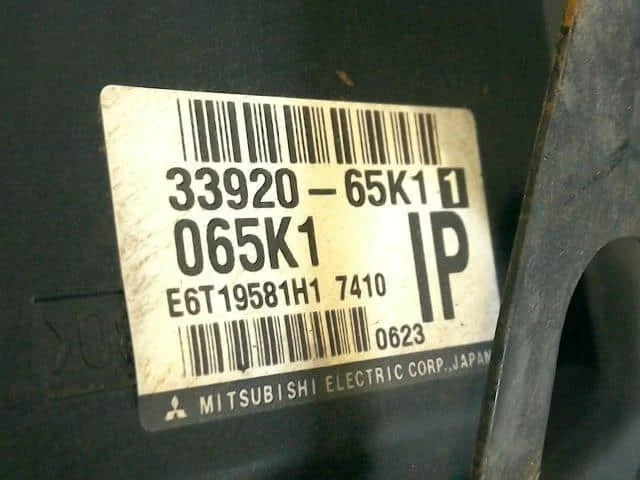 33920-65K1 1
065K1
IP
E6T19581H1 7410
0623
MITSUBISHI ELECTRIC CORP., JAPAN